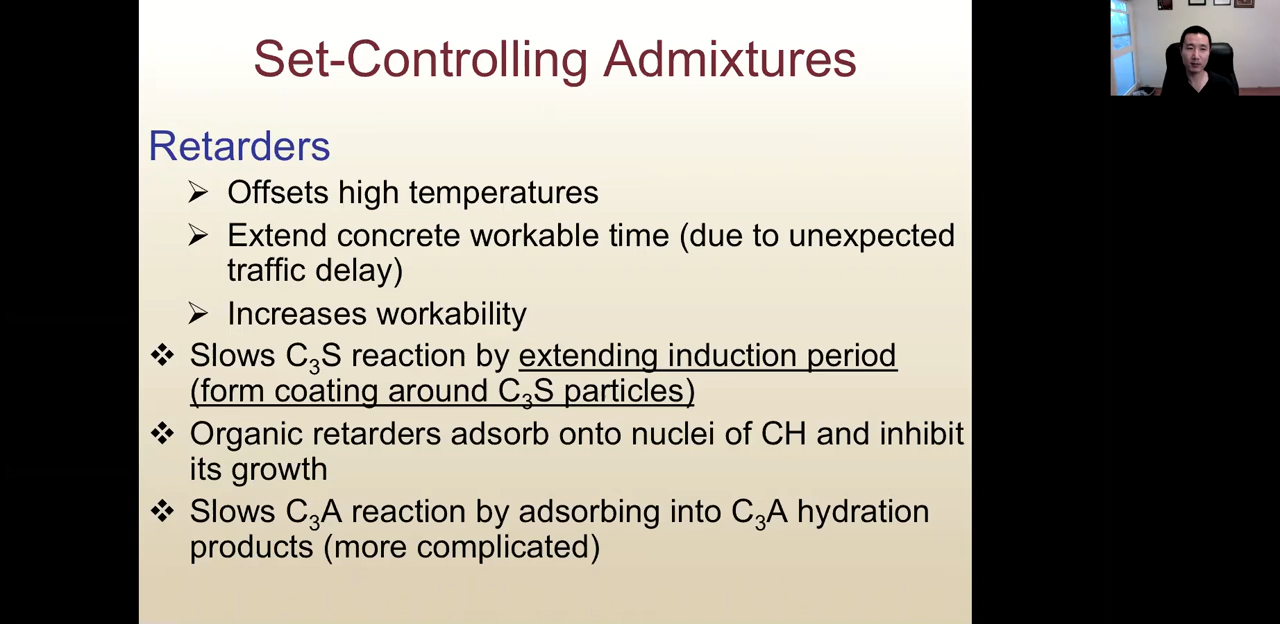 Set-Controlling Admixtures
Retarders
➢ Offsets high temperatures
➢ Extend concrete workable time (due to unexpected
traffic delay)
➢ Increases workability
❖ Slows C₃S reaction by extending induction period
(form coating around C₃S particles)
❖ Organic retarders adsorb onto nuclei of CH and inhibit
its growth
❖ Slows C₃A reaction by adsorbing into C₃A hydration
products (more complicated)